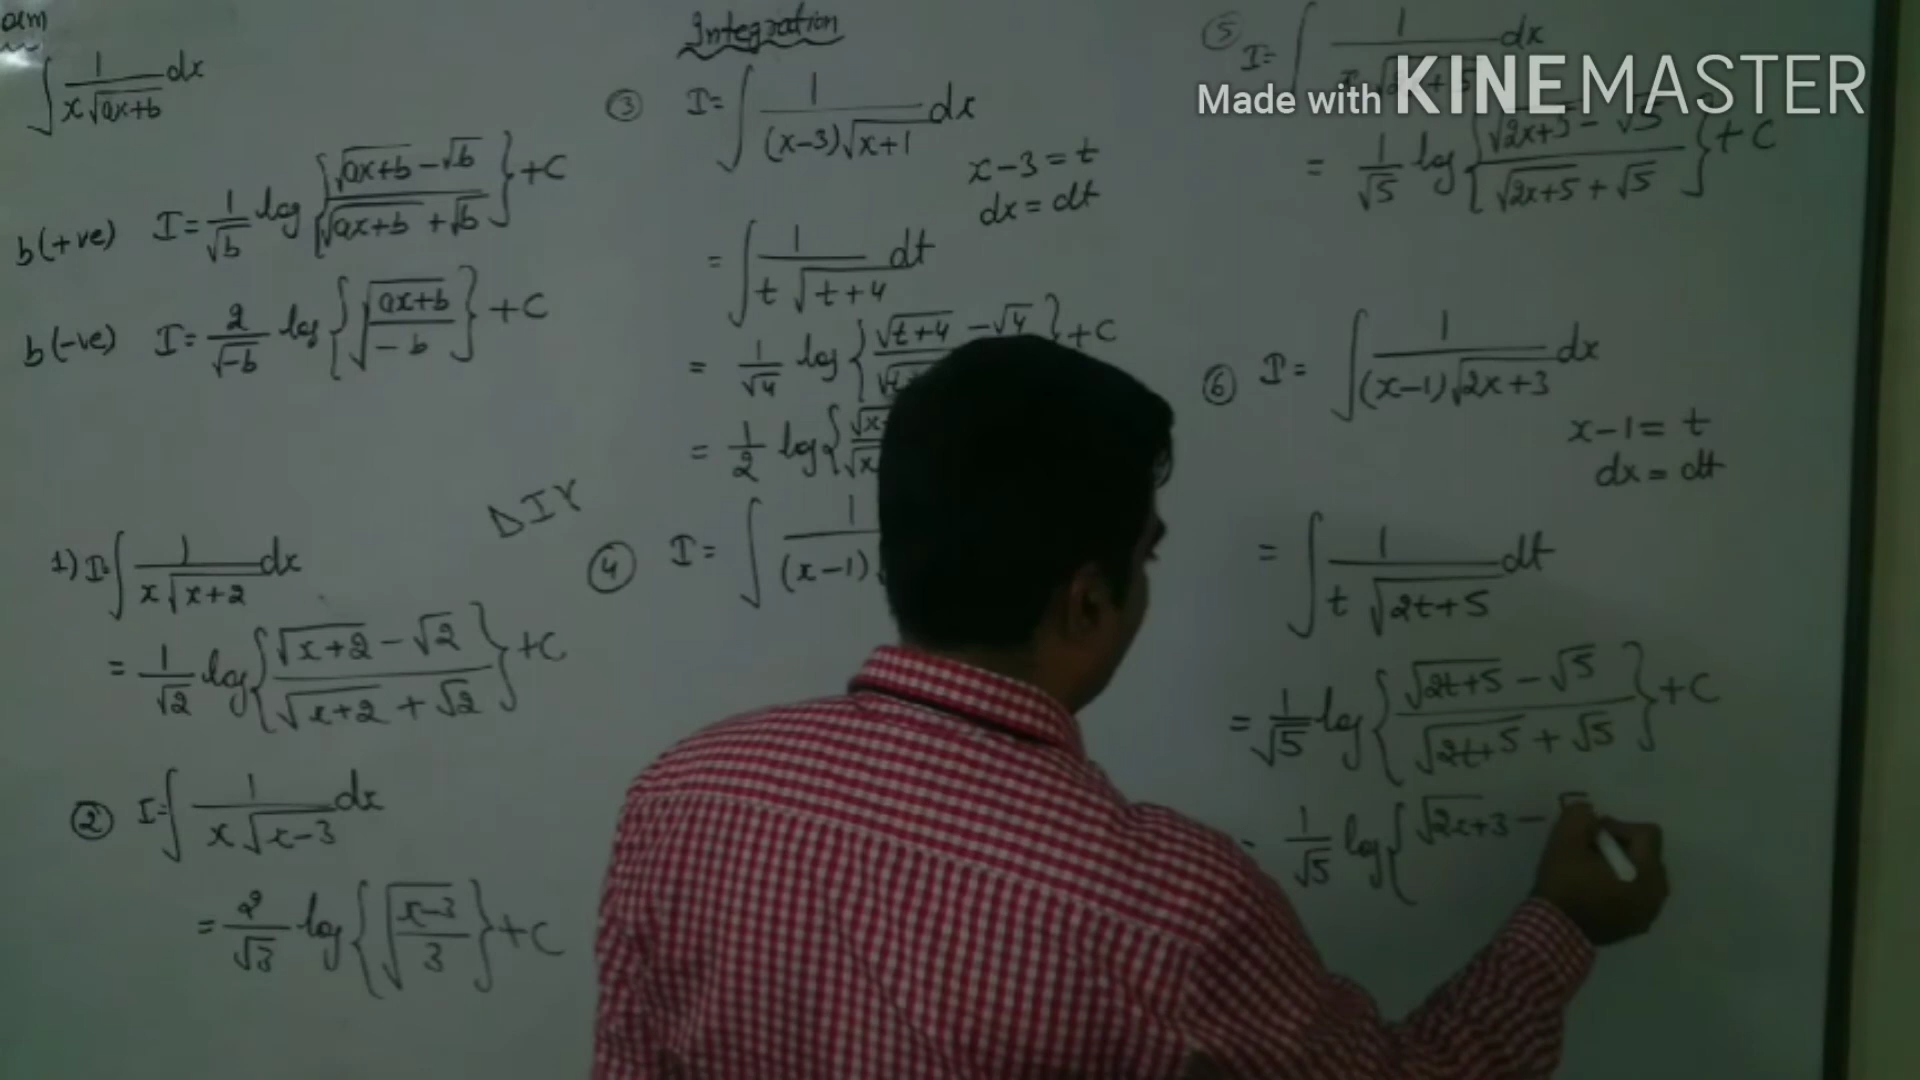 ∫ 1/(x√(ax+b)) dx
b(+ve) I = 1/√b log {(√(ax+b) − √b)/(√(ax+b) + √b)} + C
b(-ve) I = 2/√-b log {√((ax+b)/(−b))} + C
DIY
1) I = ∫ 1/(x√(x+2)) dx
= 1/√2 log {(√(x+2) − √2)/(√(x+2) + √2)} + C
② I = ∫ 1/(x√(x−3)) dx
= 2/√3 log {√((x−3)/3)} + C
Integration
③ I = ∫ 1/((x−3)√(x+1)) dx
x−3 = t
dx = dt
= ∫ 1/(t√(t+4)) dt
= 1/√4 log {(√(t+4) − √4)/ } + C
= 1/2 log {
④ I = ∫ 1/(x−1)
⑤ I = ∫ 1 dx
Made with KINEMASTER
= 1/√5 log {(√(2x+5) − √5)/(√(2x+5) + √5)} + C
⑥ I = ∫ 1/((x−1)√(2x+3)) dx
x−1 = t
dx = dt
= ∫ 1/(t√(2t+5)) dt
= 1/√5 log {(√(2t+5) − √5)/(√(2t+5) + √5)} + C
= 1/√5 log {√(2x+3) − √